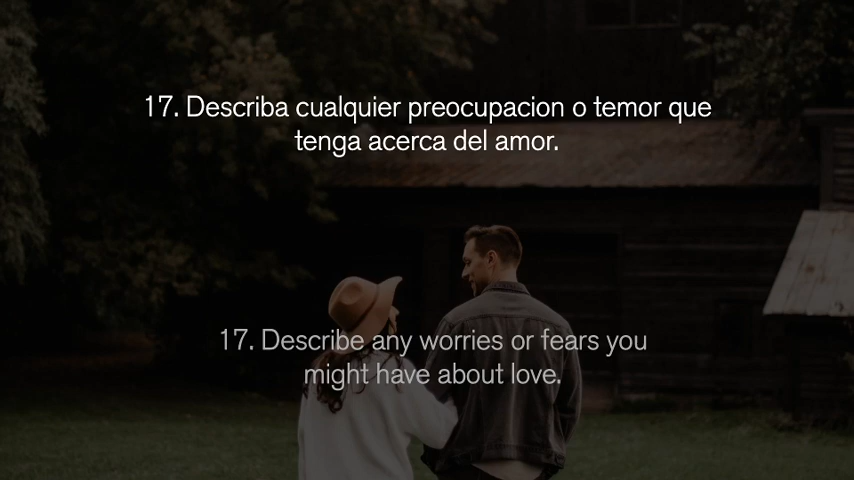 17. Describa cualquier preocupacion o temor que
tenga acerca del amor.
17. Describe any worries or fears you
might have about love.